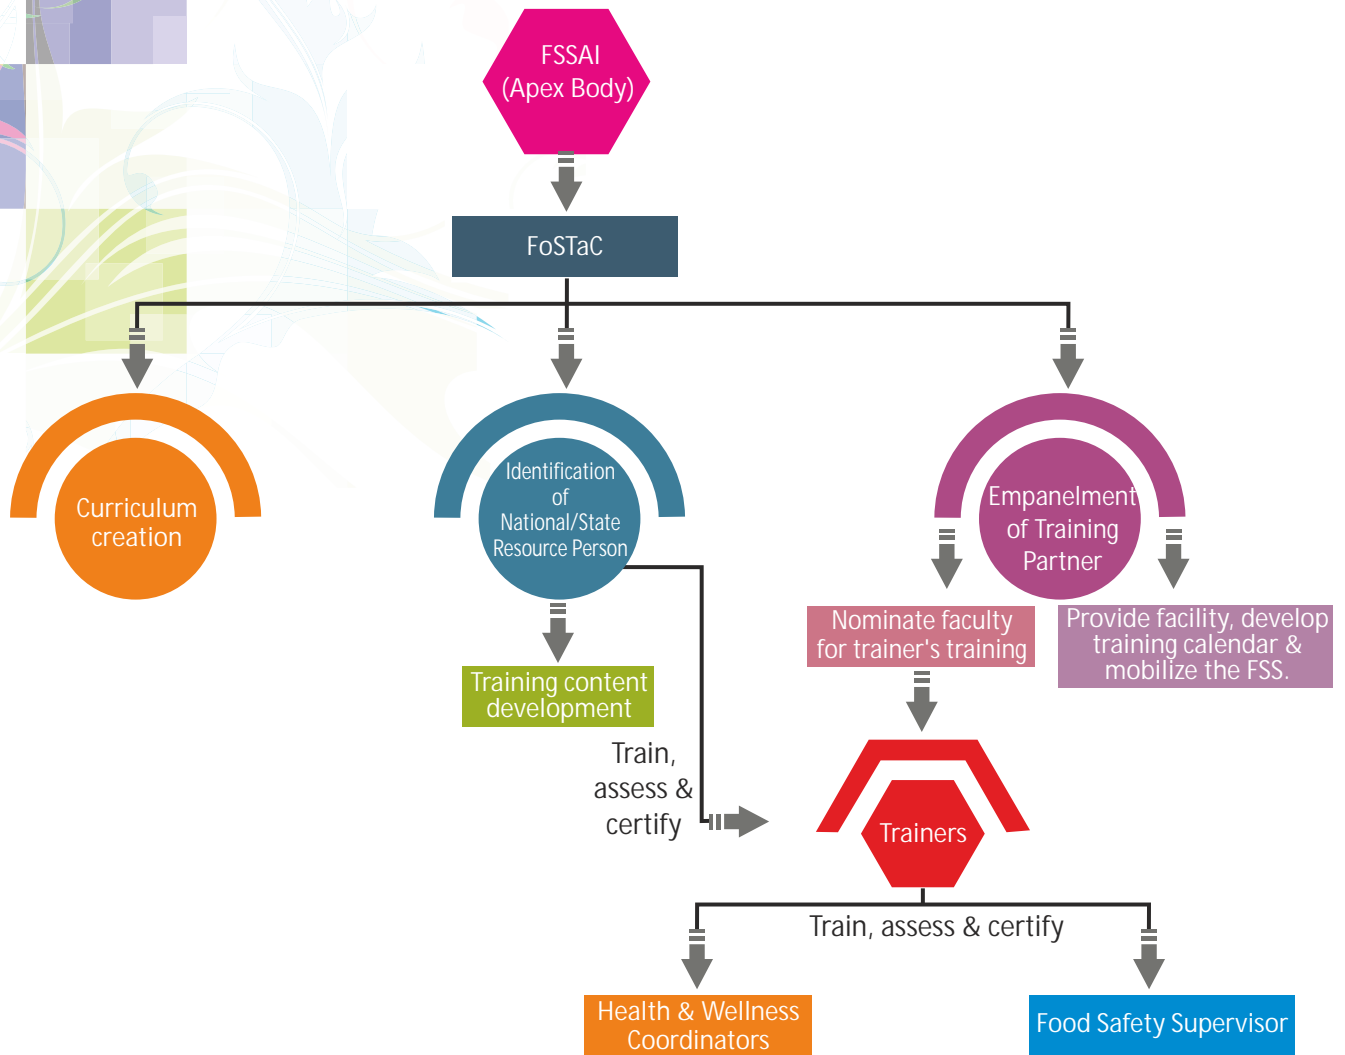 FSSAI
(Apex Body)
FoSTaC
Curriculum
creation
Identification
of
National/State
Resource Person
Empanelment
of Training
Partner
Nominate faculty
for trainer's training
Provide facility, develop
training calendar &
mobilize the FSS.
Training content
development
Train,
assess &
certify
Trainers
Train, assess & certify
Health & Wellness
Coordinators
Food Safety Supervisor